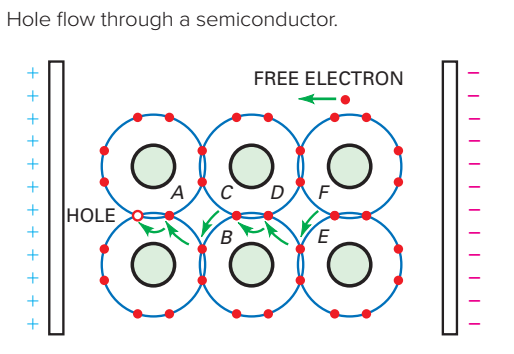 Hole flow through a semiconductor.
FREE ELECTRON
A C D F
HOLE
B E
+ + + + + + + + + + + +
− − − − − − − − − − − −